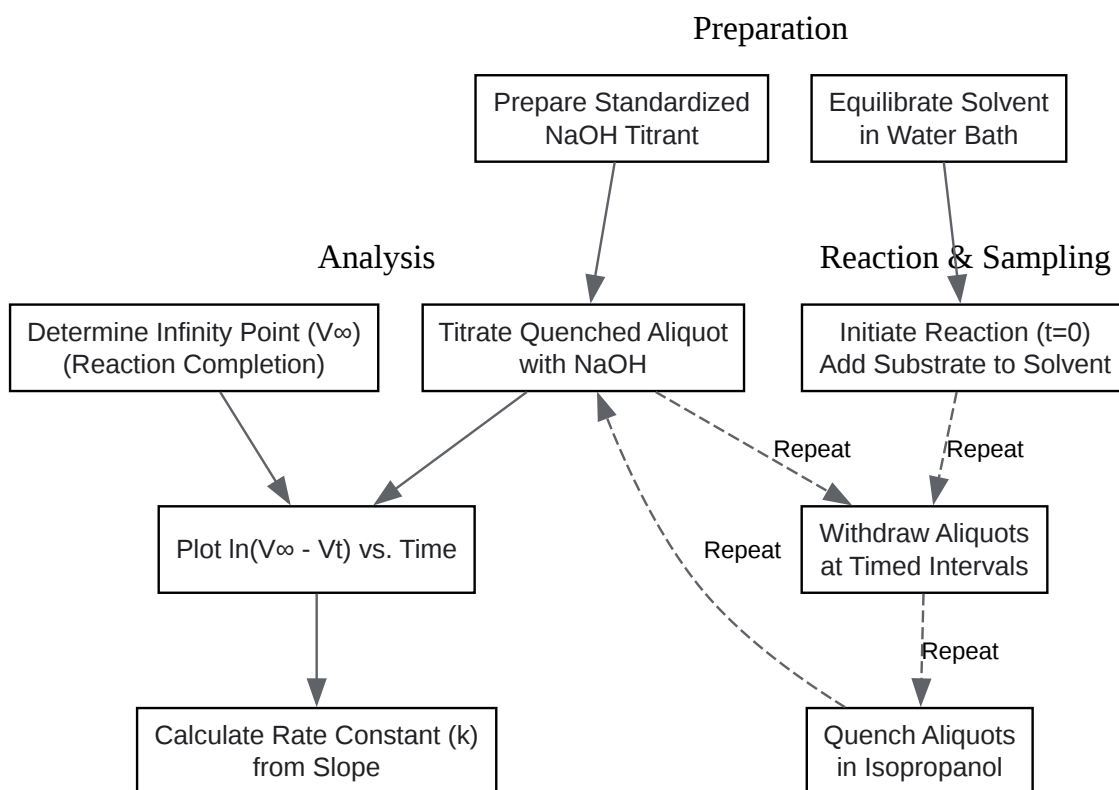 Preparation
Prepare Standardized
NaOH Titrant
Equilibrate Solvent
in Water Bath
Analysis
Reaction & Sampling
Determine Infinity Point (V∞)
(Reaction Completion)
Titrate Quenched Aliquot
with NaOH
Initiate Reaction (t=0)
Add Substrate to Solvent
Repeat
Repeat
Plot ln(V∞ - Vt) vs. Time
Repeat
Withdraw Aliquots
at Timed Intervals
Repeat
Calculate Rate Constant (k)
from Slope
Quench Aliquots
in Isopropanol